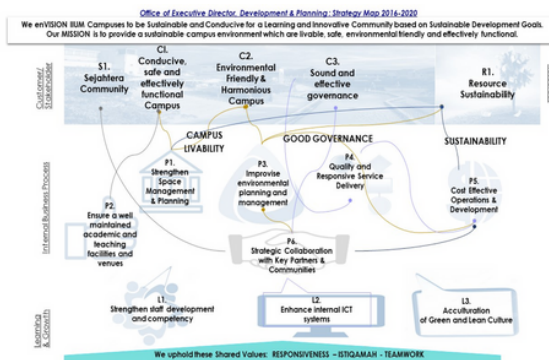 Office of Executive Director, Development & Planning: Strategy Map 2016-2020
We enVISION IIUM Campuses to be Sustainable and Conducive for a Learning and Innovative Community based on Sustainable Development Goals.
Our MISSION is to provide a sustainable campus environment which are livable, safe, environmental friendly and effectively functional.
Customer/
Stakeholder
S1.
Sejahtera
Community
C1.
Conducive,
safe and
effectively
functional
Campus
C2.
Environmental
Friendly &
Harmonious
Campus
C3.
Sound and
effective
governance
R1.
Resource
Sustainability
CAMPUS
LIVABILITY
GOOD GOVERNANCE
SUSTAINABILITY
Internal Business Process
P1.
Strengthen
Space
Management
& Planning
P2.
Ensure a well
maintained
academic and
teaching
facilities and
venues
P3.
Improvise
environmental
planning and
management
P4.
Quality and
Responsive Service
Delivery
P5.
Cost Effective
Operations &
Development
P6.
Strategic Collaboration
with Key Partners &
Communities
Learning
& Growth
L1.
Strengthen staff development
and competency
L2.
Enhance internal ICT
systems
L3.
Acculturation
of Green and Lean Culture
We uphold these Shared Values: RESPONSIVENESS – ISTIQAMAH - TEAMWORK